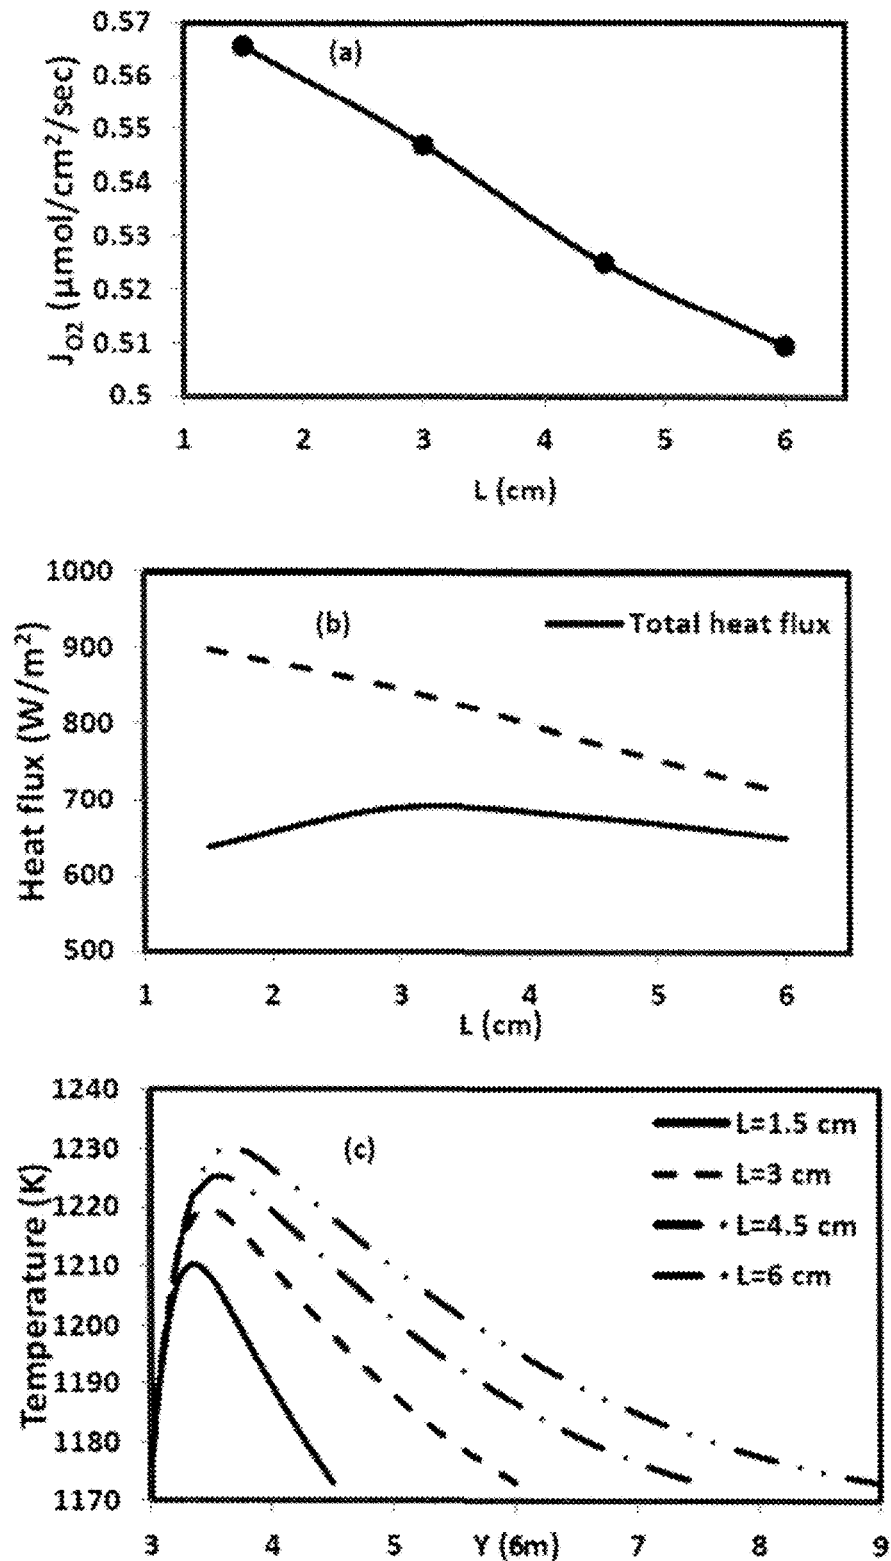 0.57
(a)
0.56
0.55
0.54
0.53
0.52
0.51
0.5
J_O2 (µmol/cm²/sec)
1 2 3 4 5 6
L (cm)
1000
(b)
Total heat flux
900
800
700
600
500
Heat flux (W/m²)
1 2 3 4 5 6
L (cm)
1240
(c)
L=1.5 cm
1230
L=3 cm
1220
L=4.5 cm
1210
L=6 cm
1200
1190
1180
1170
Temperature (K)
3 4 5 Y (6m) 7 8 9